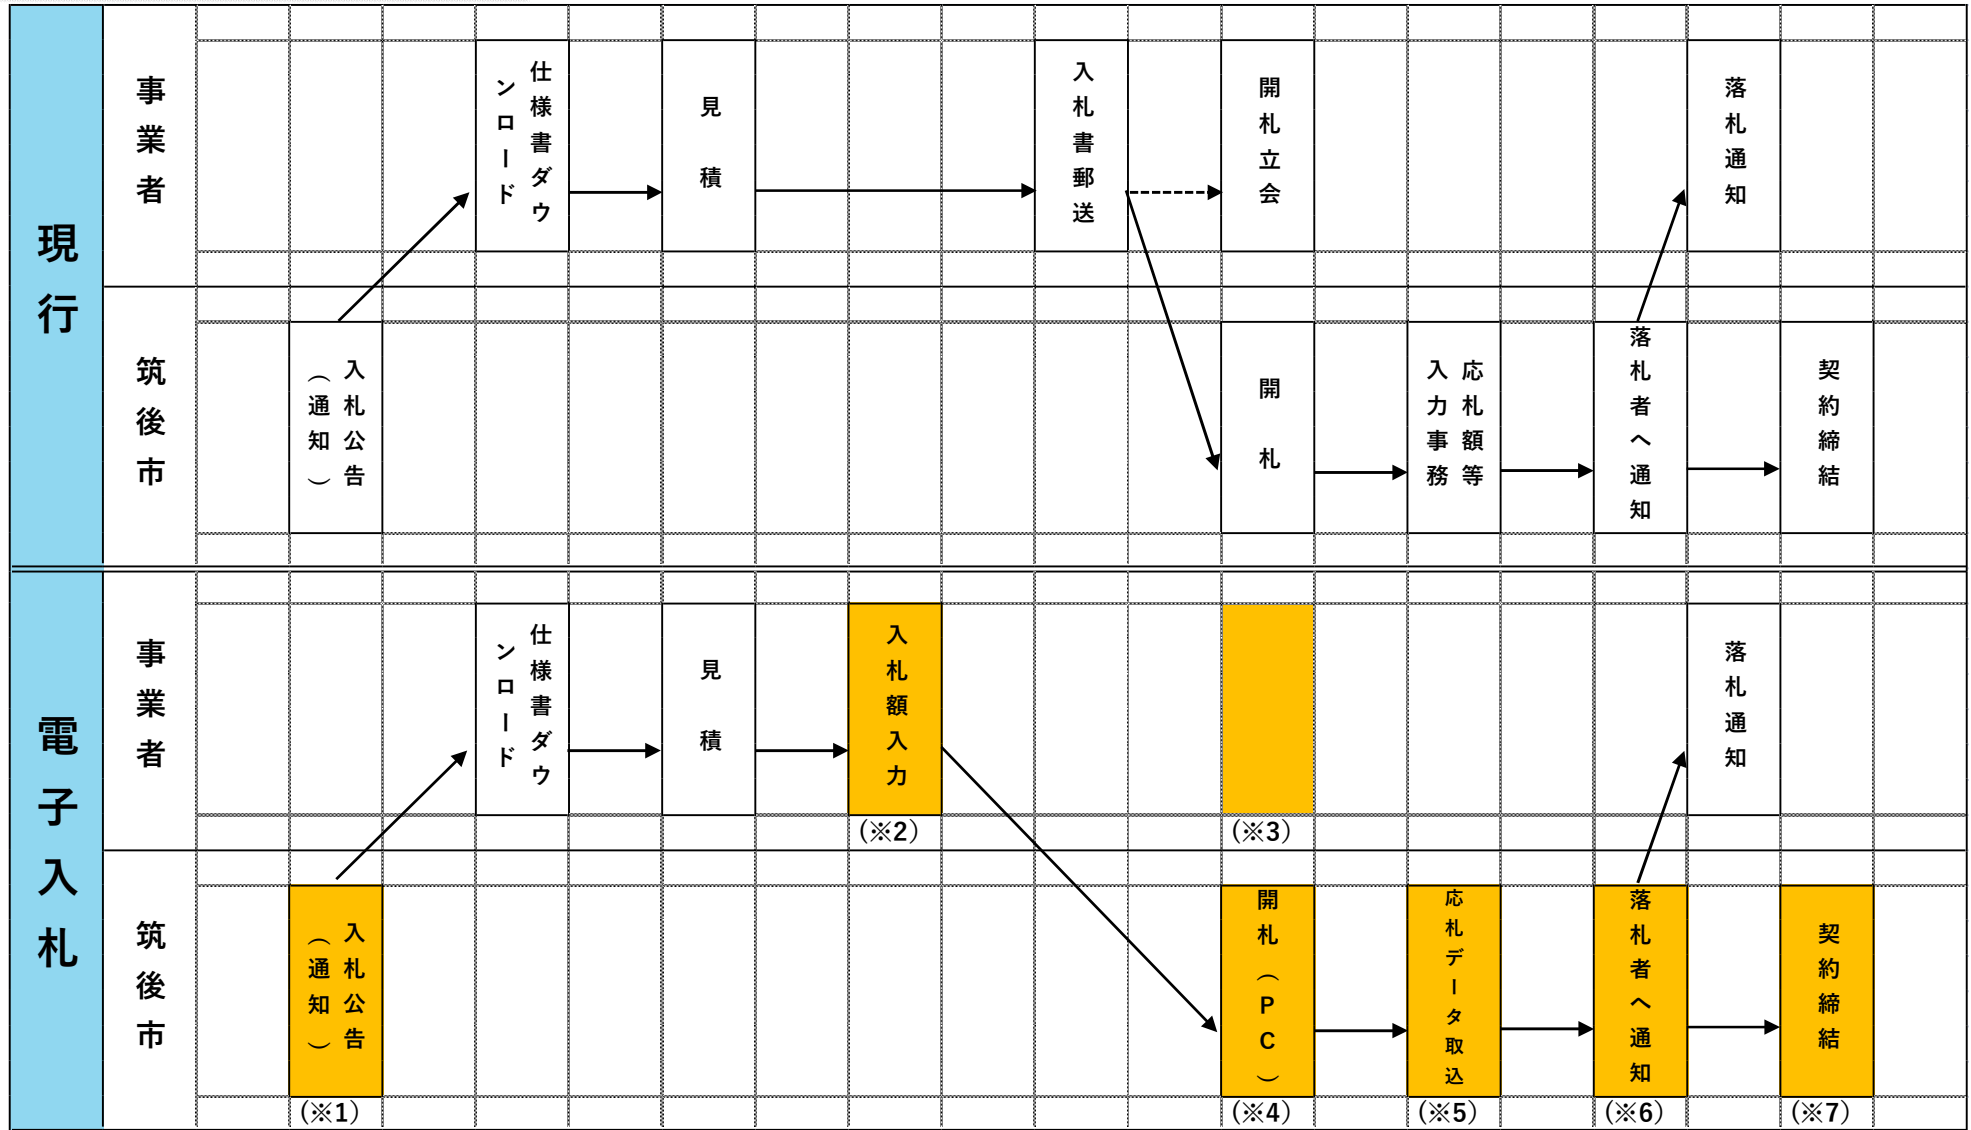 現行
事業者
仕様書ダウ
ンロード
見積
入札書郵送
開札立会
落札通知
筑後市
入札公告
（通知）
開札
応札額等
入力事務
落札者へ通知
契約締結
電子入札
事業者
仕様書ダウ
ンロード
見積
入札額入力
（※2）
（※3）
落札通知
筑後市
入札公告
（通知）
（※1）
開札（PC）
（※4）
応札データ取込
（※5）
落札者へ通知
（※6）
契約締結
（※7）